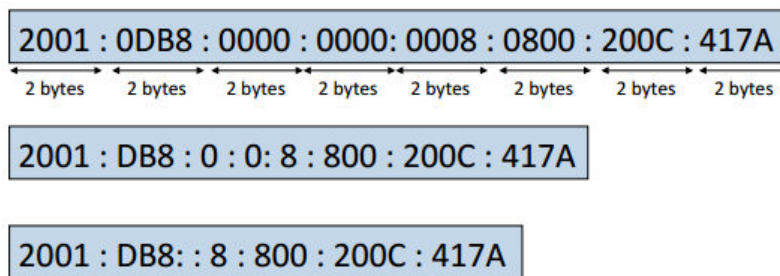 2001 : 0DB8 : 0000 : 0000: 0008 : 0800 : 200C : 417A
2 bytes 2 bytes 2 bytes 2 bytes 2 bytes 2 bytes 2 bytes 2 bytes
2001 : DB8 : 0 : 0: 8 : 800 : 200C : 417A
2001 : DB8: : 8 : 800 : 200C : 417A